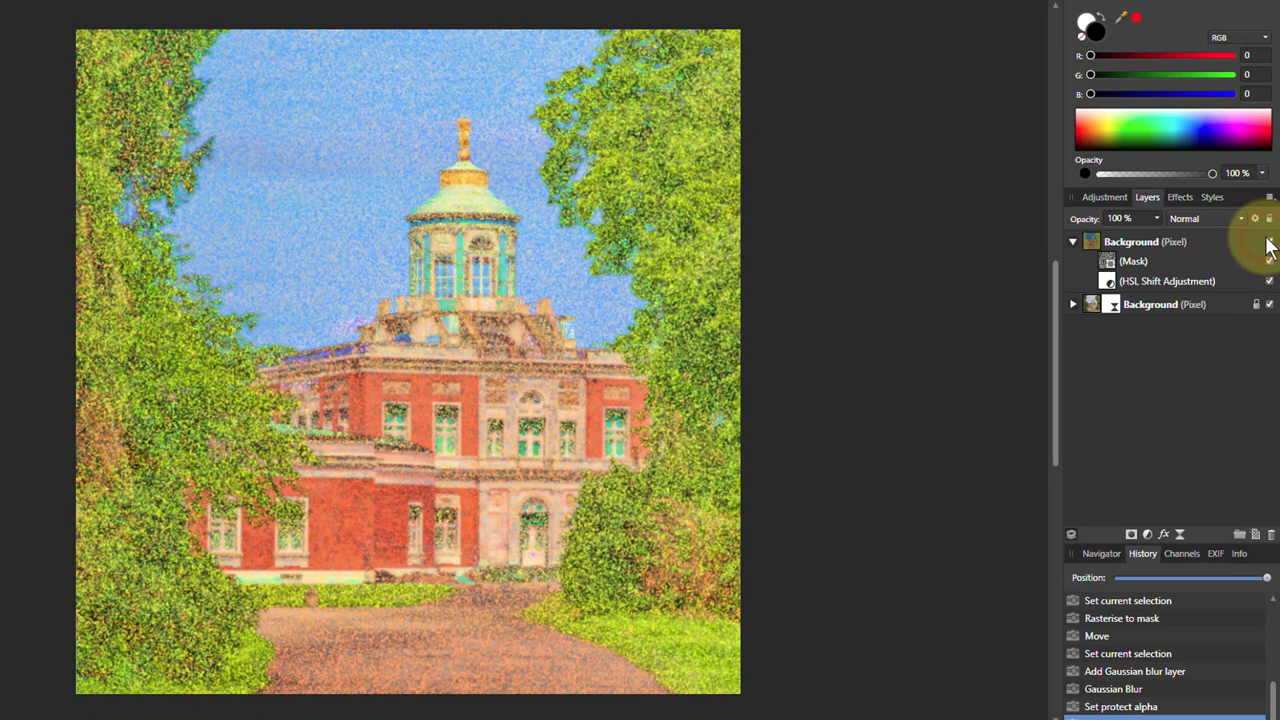 RGB
R: 0
G: 0
B: 0
Opacity
100 %
Adjustment Layers Effects Styles
Opacity: 100 % Normal
Background (Pixel)
(Mask)
(HSL Shift Adjustment)
Background (Pixel)
Navigator History Channels EXIF Info
Position:
Set current selection
Rasterise to mask
Move
Set current selection
Add Gaussian blur layer
Gaussian Blur
Set protect alpha